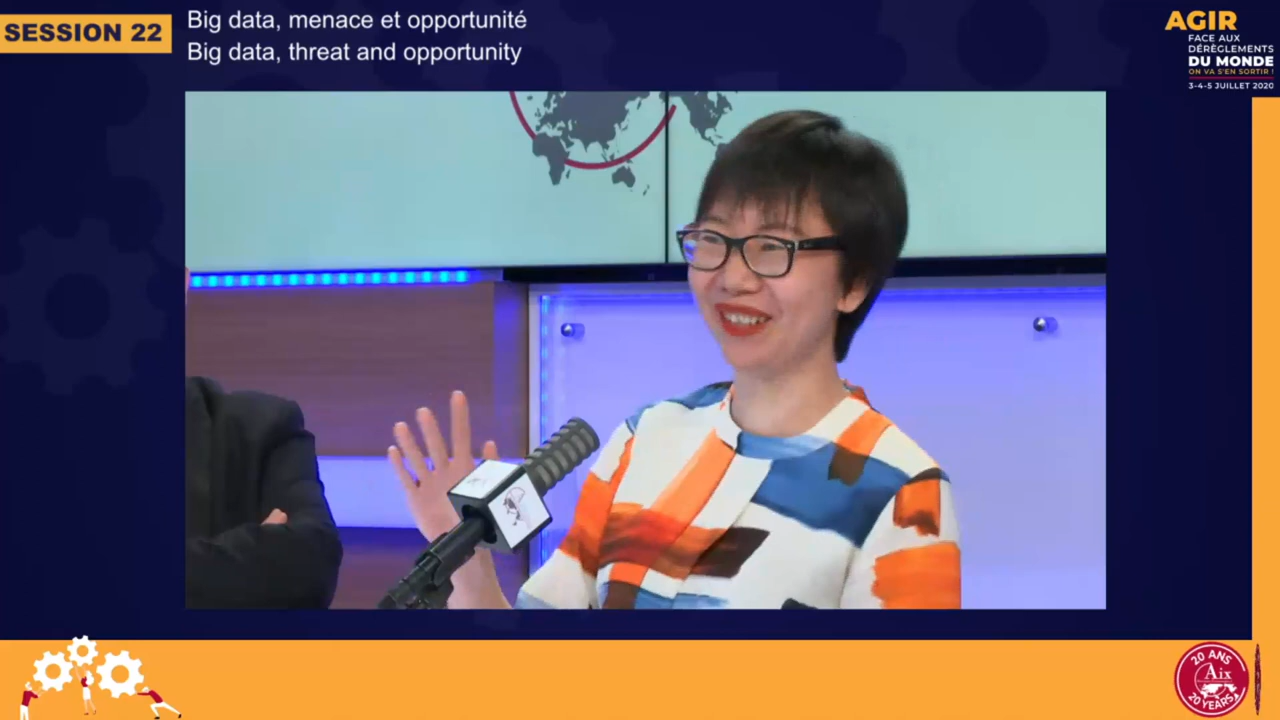 SESSION 22
Big data, menace et opportunité
Big data, threat and opportunity
AGIR
FACE AUX
DÉRÈGLEMENTS
DU MONDE
ON VA S'EN SORTIR !
3-4-5 JUILLET 2020
20 ANS
Aix
20 YEARS